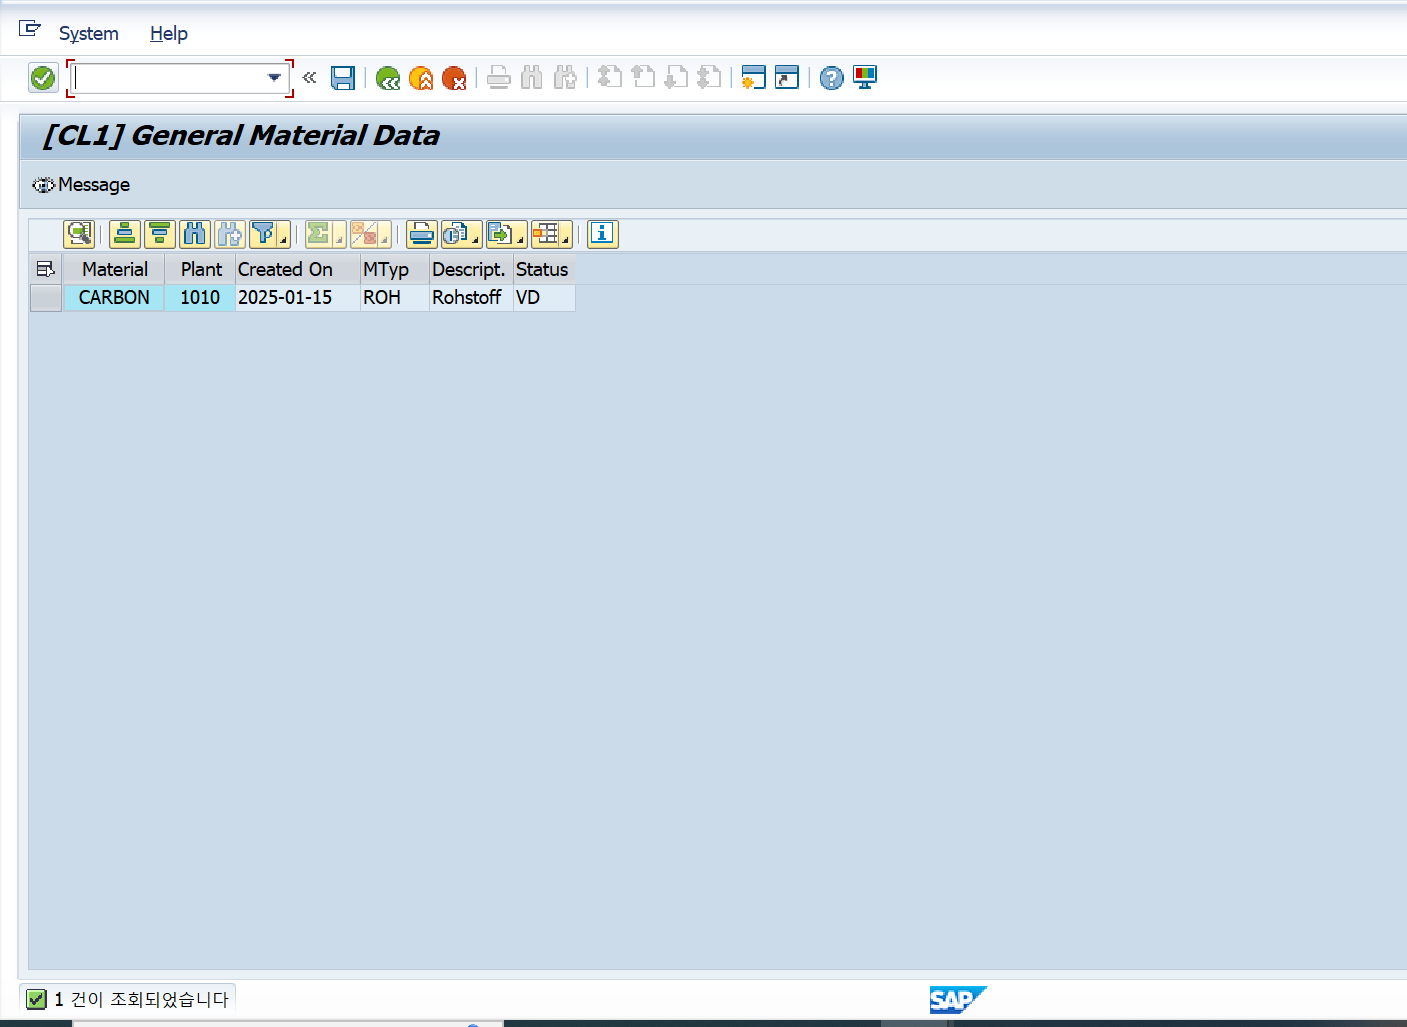 System Help
[CL1] General Material Data
Message
Material Plant Created On MTyp Descript. Status
CARBON 1010 2025-01-15 ROH Rohstoff VD
1 건이 조회되었습니다
SAP